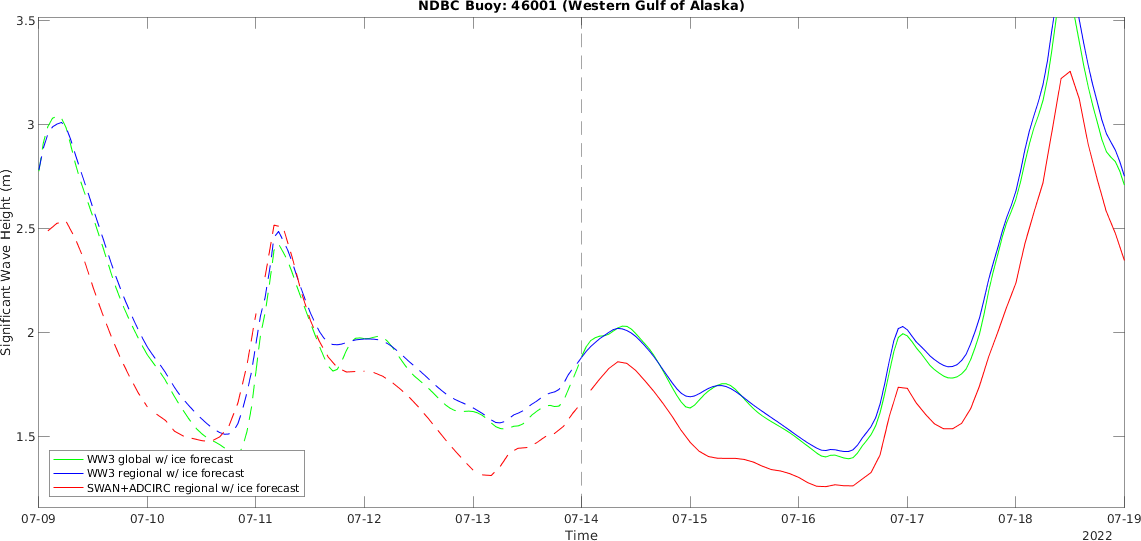 NDBC Buoy: 46001 (Western Gulf of Alaska)
3.5
3
2.5
2
1.5
Significant Wave Height (m)
WW3 global w/ ice forecast
WW3 regional w/ ice forecast
SWAN+ADCIRC regional w/ ice forecast
07-09 07-10 07-11 07-12 07-13 07-14 07-15 07-16 07-17 07-18 07-19
Time
2022